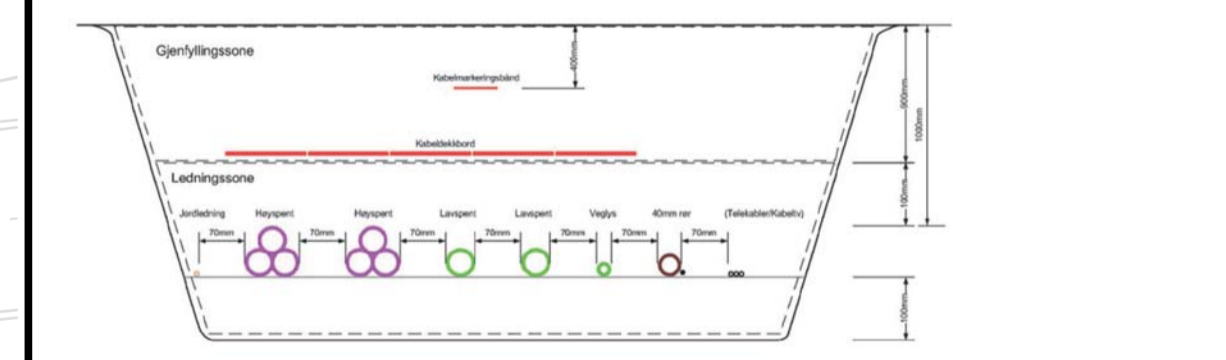 Gjenfyllingssone
400mm
Kabelmarkeringsbånd
900mm
1000mm
Kabeldekkbord
Ledningssone
100mm
Jordledning Høyspent Høyspent Lavspent Lavspent Veglys 40mm rør (Telekabler/Kabeltv)
70mm 70mm 70mm 70mm 70mm 70mm 70mm
100mm